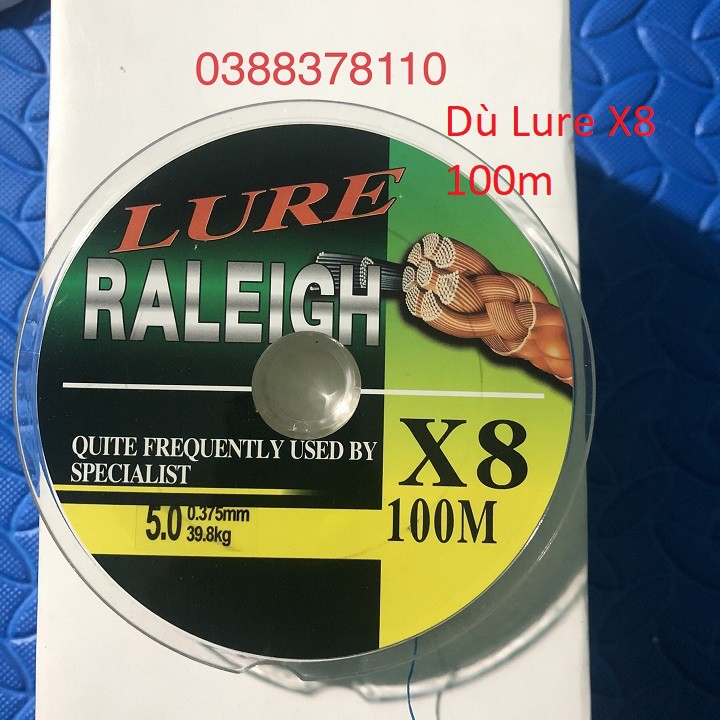 0388378110
Dù Lure X8
100m
LURE
RALEIGH
QUITE FREQUENTLY USED BY
SPECIALIST
X8
100M
5.0 0.375mm
39.8kg